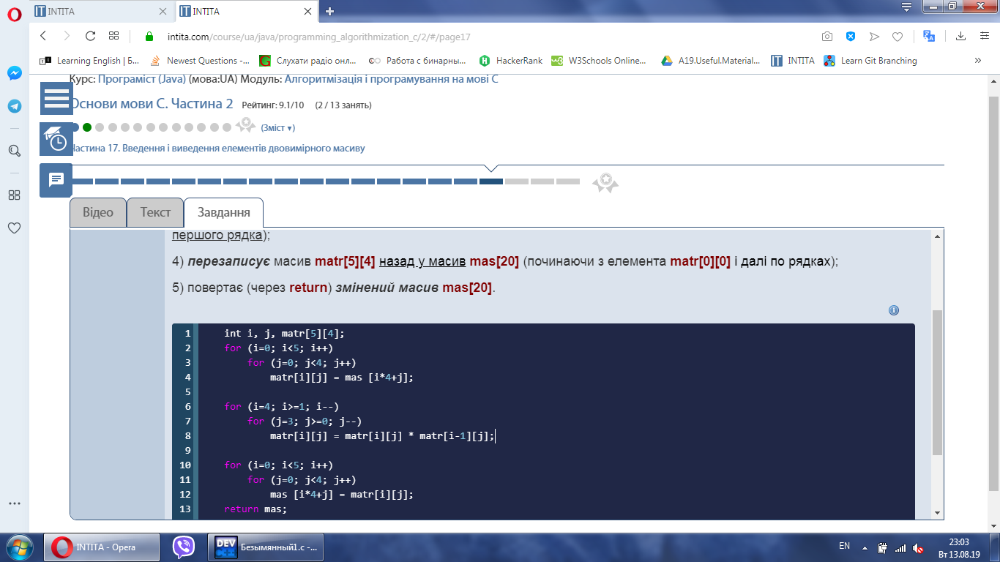 INTITA
INTITA
intita.com/course/ua/java/programming_algorithmization_c/2/#/page17
Learning English | Б...
Newest Questions -...
Слухати радіо онл...
Работа с бинарны...
HackerRank
W3Schools Online...
A19.Useful.Material...
INTITA
Learn Git Branching
»
Курс: Програміст (Java) (мова:UA) Модуль: Алгоритмізація і програмування на мові С
Основи мови С. Частина 2 Рейтинг: 9.1/10 (2 / 13 занять)
(Зміст ▾)
Частина 17. Введення і виведення елементів двовимірного масиву
Відео Текст Завдання
першого рядка);
4) перезаписує масив matr[5][4] назад у масив mas[20] (починаючи з елемента matr[0][0] і далі по рядках);
5) повертає (через return) змінений масив mas[20].
1 int i, j, matr[5][4];
2 for (i=0; i<5; i++)
3 for (j=0; j<4; j++)
4 matr[i][j] = mas [i*4+j];
5
6 for (i=4; i>=1; i--)
7 for (j=3; j>=0; j--)
8 matr[i][j] = matr[i][j] * matr[i-1][j];
9
10 for (i=0; i<5; i++)
11 for (j=0; j<4; j++)
12 mas [i*4+j] = matr[i][j];
13 return mas;
INTITA - Opera
DEV
C++
Безымянный1.c -...
EN
23:03
Вт 13.08.19